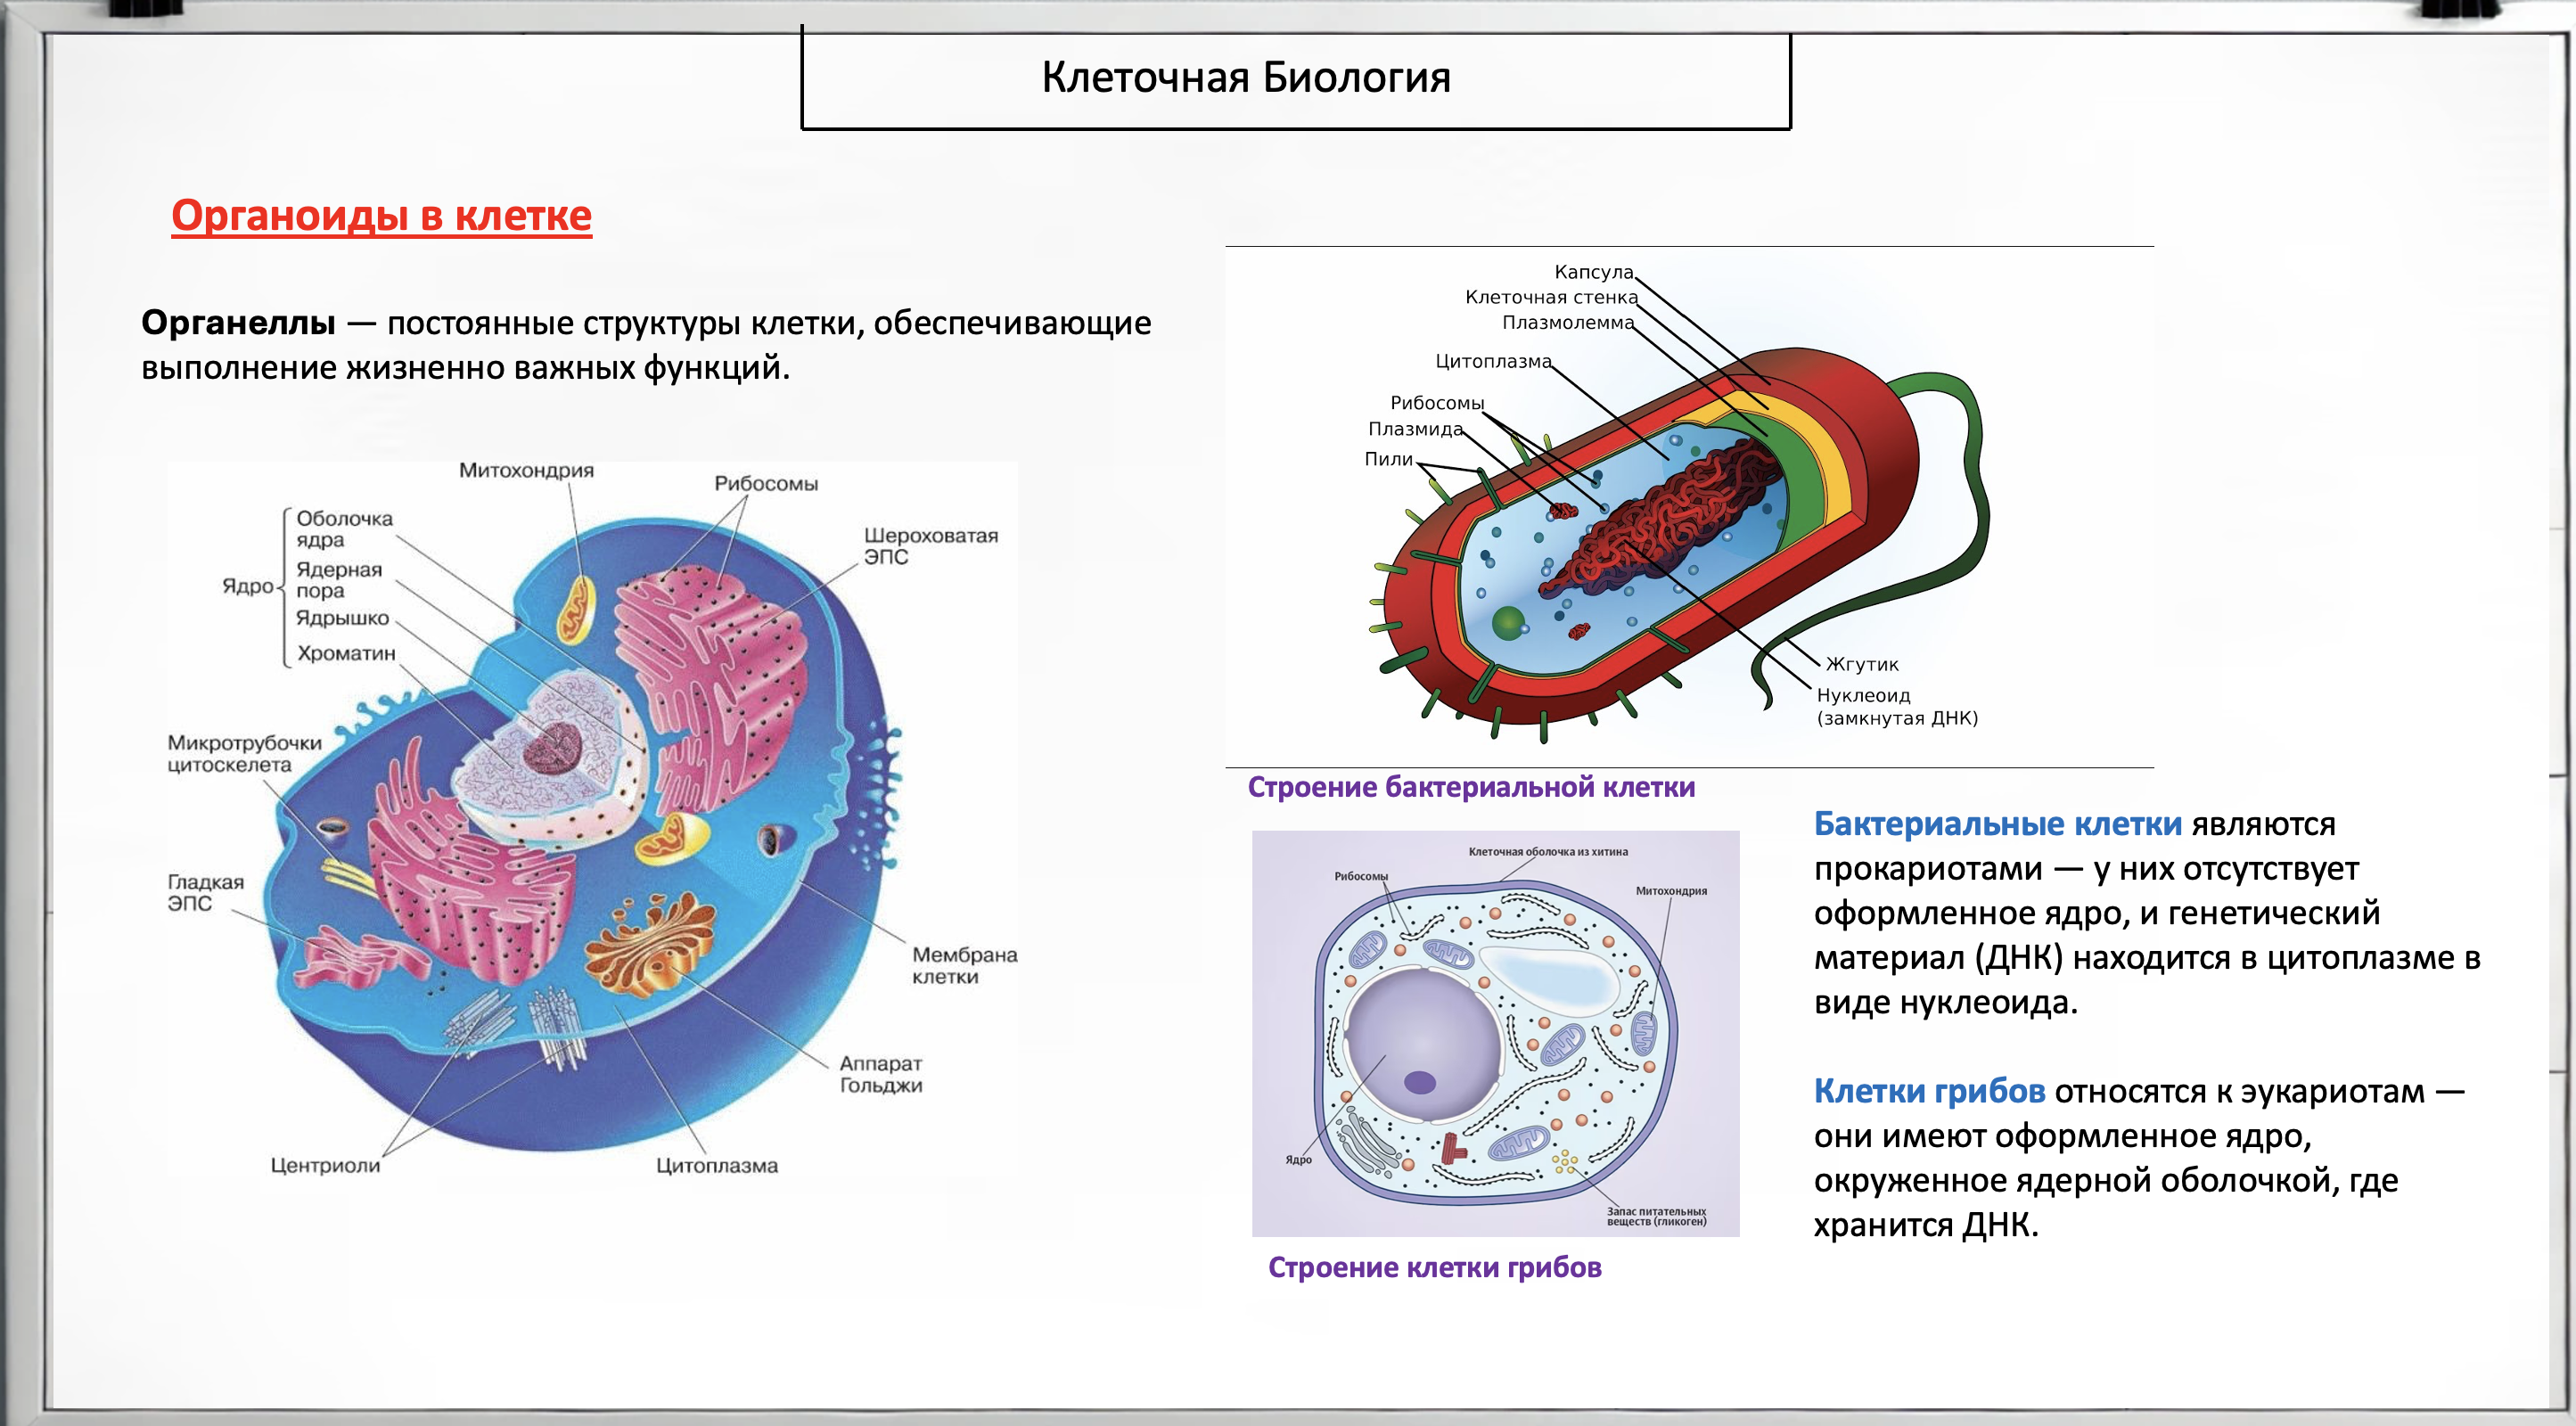 Клеточная Биология
Органоиды в клетке
Органеллы — постоянные структуры клетки, обеспечивающие
выполнение жизненно важных функций.
Митохондрия
Рибосомы
Шероховатая
ЭПС
Оболочка
ядра
Ядерная
пора
Ядро
Ядрышко
Хроматин
Микротрубочки
цитоскелета
Гладкая
ЭПС
Мембрана
клетки
Аппарат
Гольджи
Центриоли
Цитоплазма
Капсула
Клеточная стенка
Плазмолемма
Цитоплазма
Рибосомы
Плазмида
Пили
Жгутик
Нуклеоид
(замкнутая ДНК)
Строение бактериальной клетки
Клеточная оболочка из хитина
Рибосомы
Митохондрия
Ядро
Запас питательных
веществ (гликоген)
Строение клетки грибов
Бактериальные клетки являются
прокариотами — у них отсутствует
оформленное ядро, и генетический
материал (ДНК) находится в цитоплазме в
виде нуклеоида.
Клетки грибов относятся к эукариотам —
они имеют оформленное ядро,
окруженное ядерной оболочкой, где
хранится ДНК.